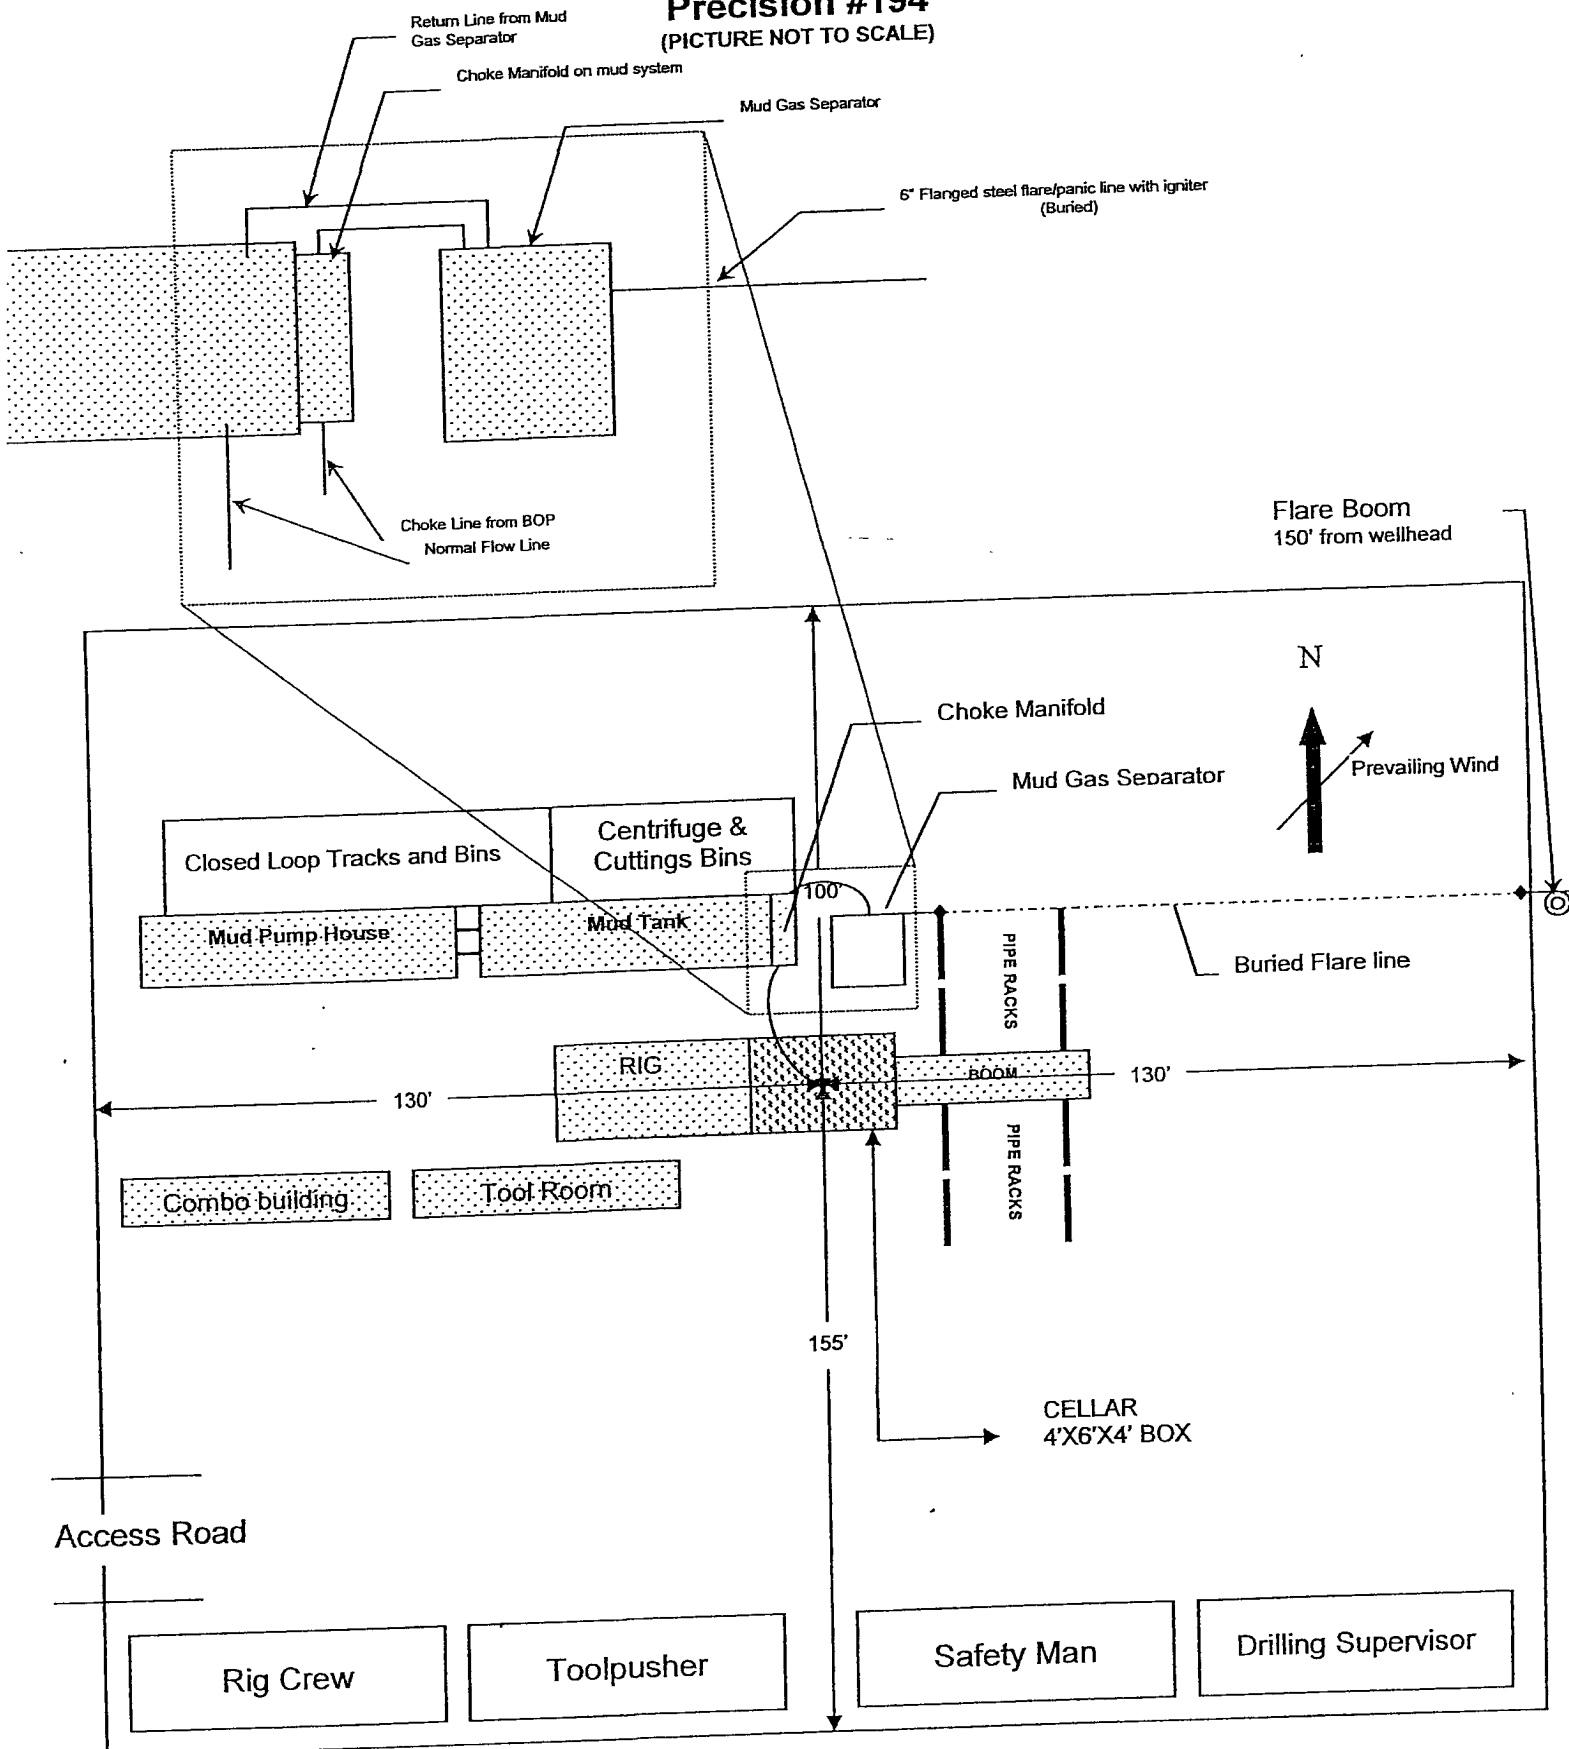 Precision #194
(PICTURE NOT TO SCALE)
Return Line from Mud
Gas Separator
Choke Manifold on mud system
Mud Gas Separator
6" Flanged steel flare/panic line with igniter
(Buried)
Choke Line from BOP
Normal Flow Line
Flare Boom
150' from wellhead
N
Prevailing Wind
Choke Manifold
Mud Gas Separator
Closed Loop Tracks and Bins
Centrifuge &
Cuttings Bins
100'
Mud Pump House
Mud Tank
PIPE RACKS
Buried Flare line
RIG
BOOM
130'
130'
PIPE RACKS
Combo building
Tool Room
155'
CELLAR
4'X6'X4' BOX
Access Road
Rig Crew
Toolpusher
Safety Man
Drilling Supervisor